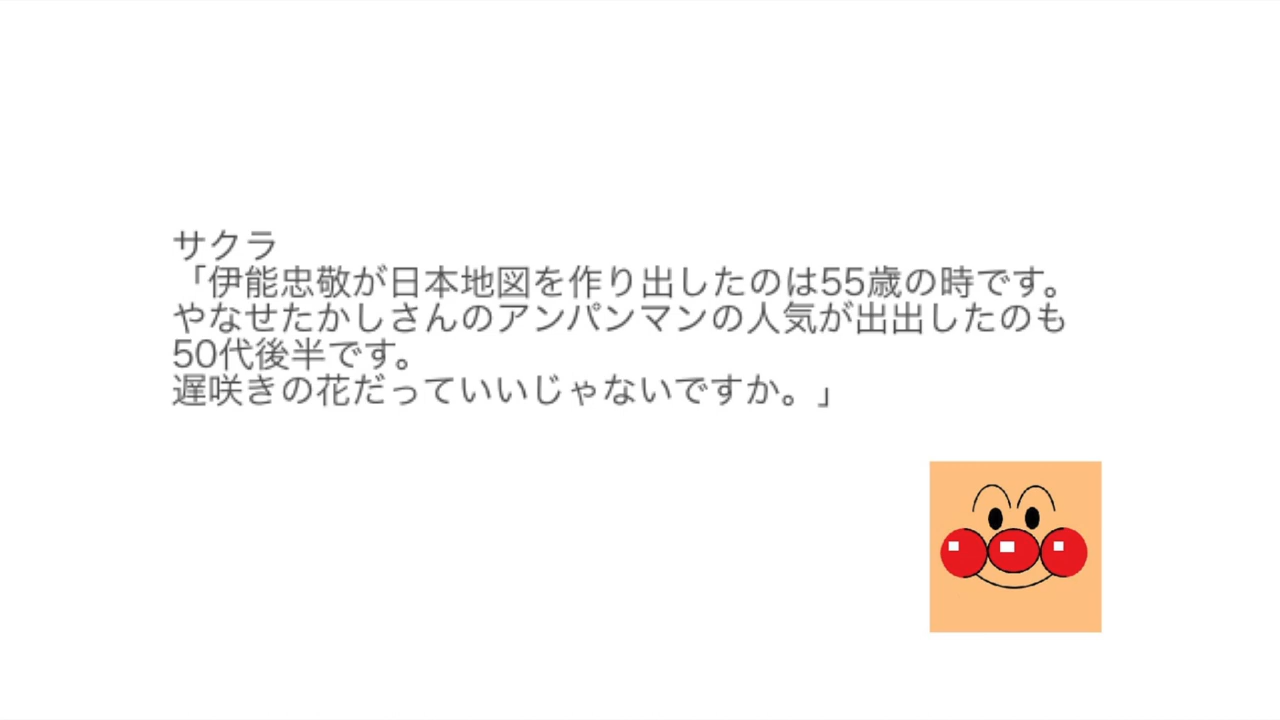 サクラ
「伊能忠敬が日本地図を作り出したのは55歳の時です。
やなせたかしさんのアンパンマンの人気が出出したのも
50代後半です。
遅咲きの花だっていいじゃないですか。」